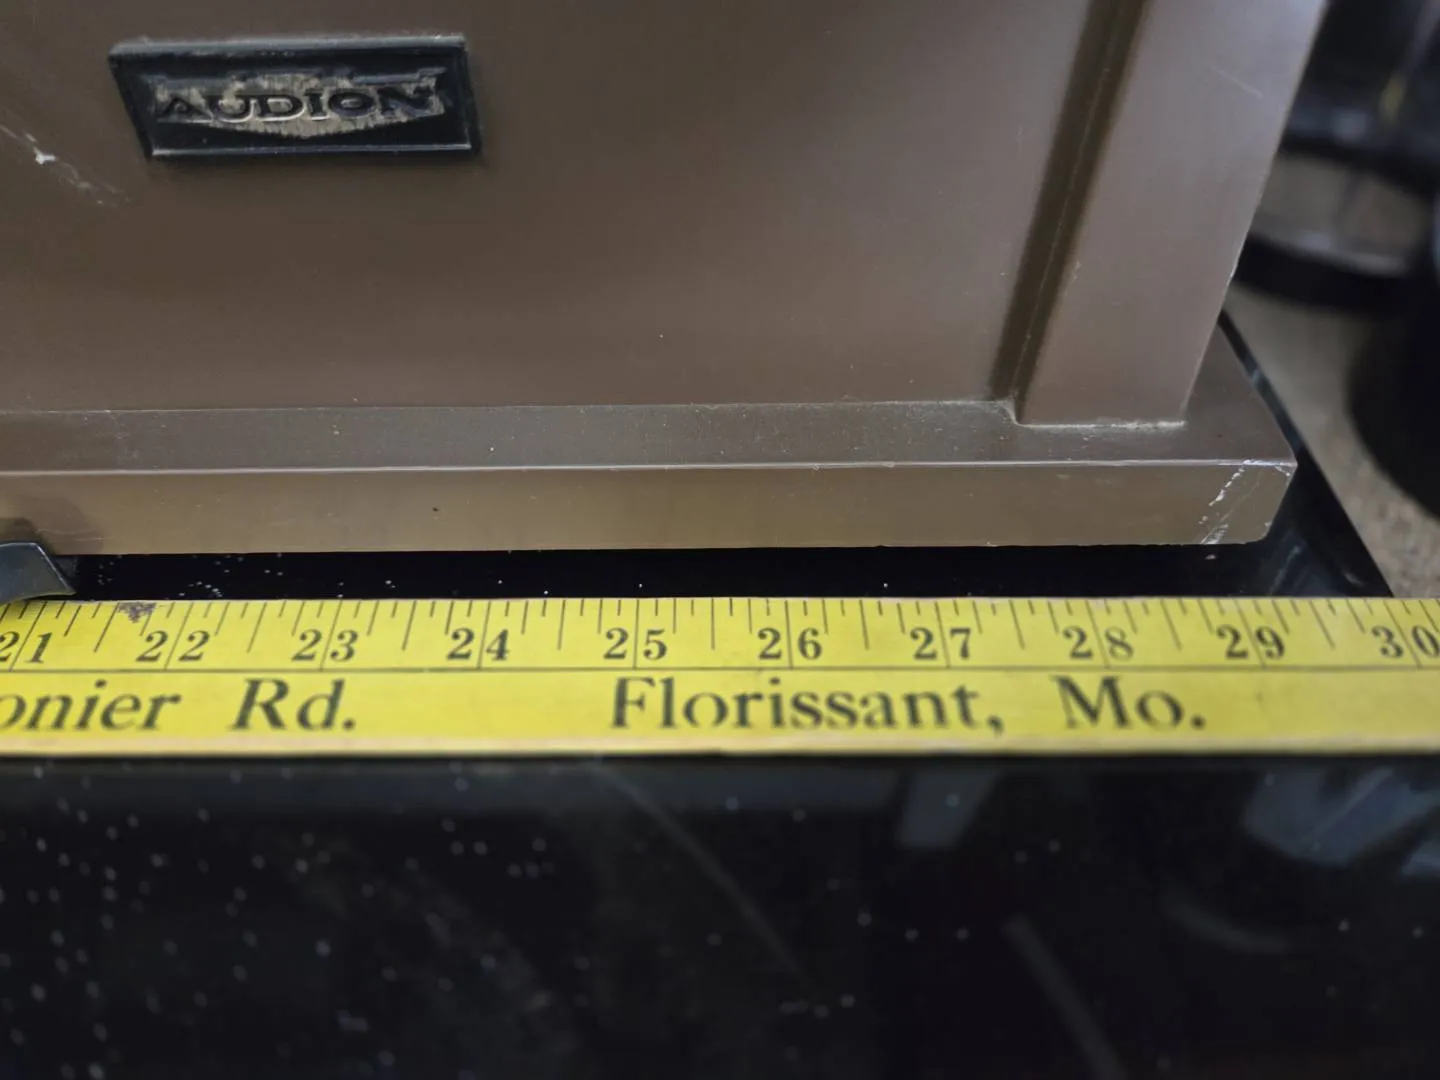 AUDION
21 22 23 24 25 26 27 28 29 30
onier Rd. Florissant, Mo.